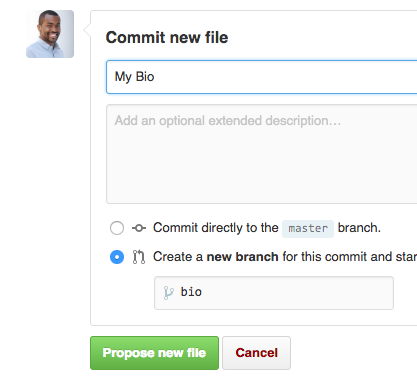 Commit new file
My Bio
Add an optional extended description…
Commit directly to the master branch.
Create a new branch for this commit and star
bio
Propose new file
Cancel